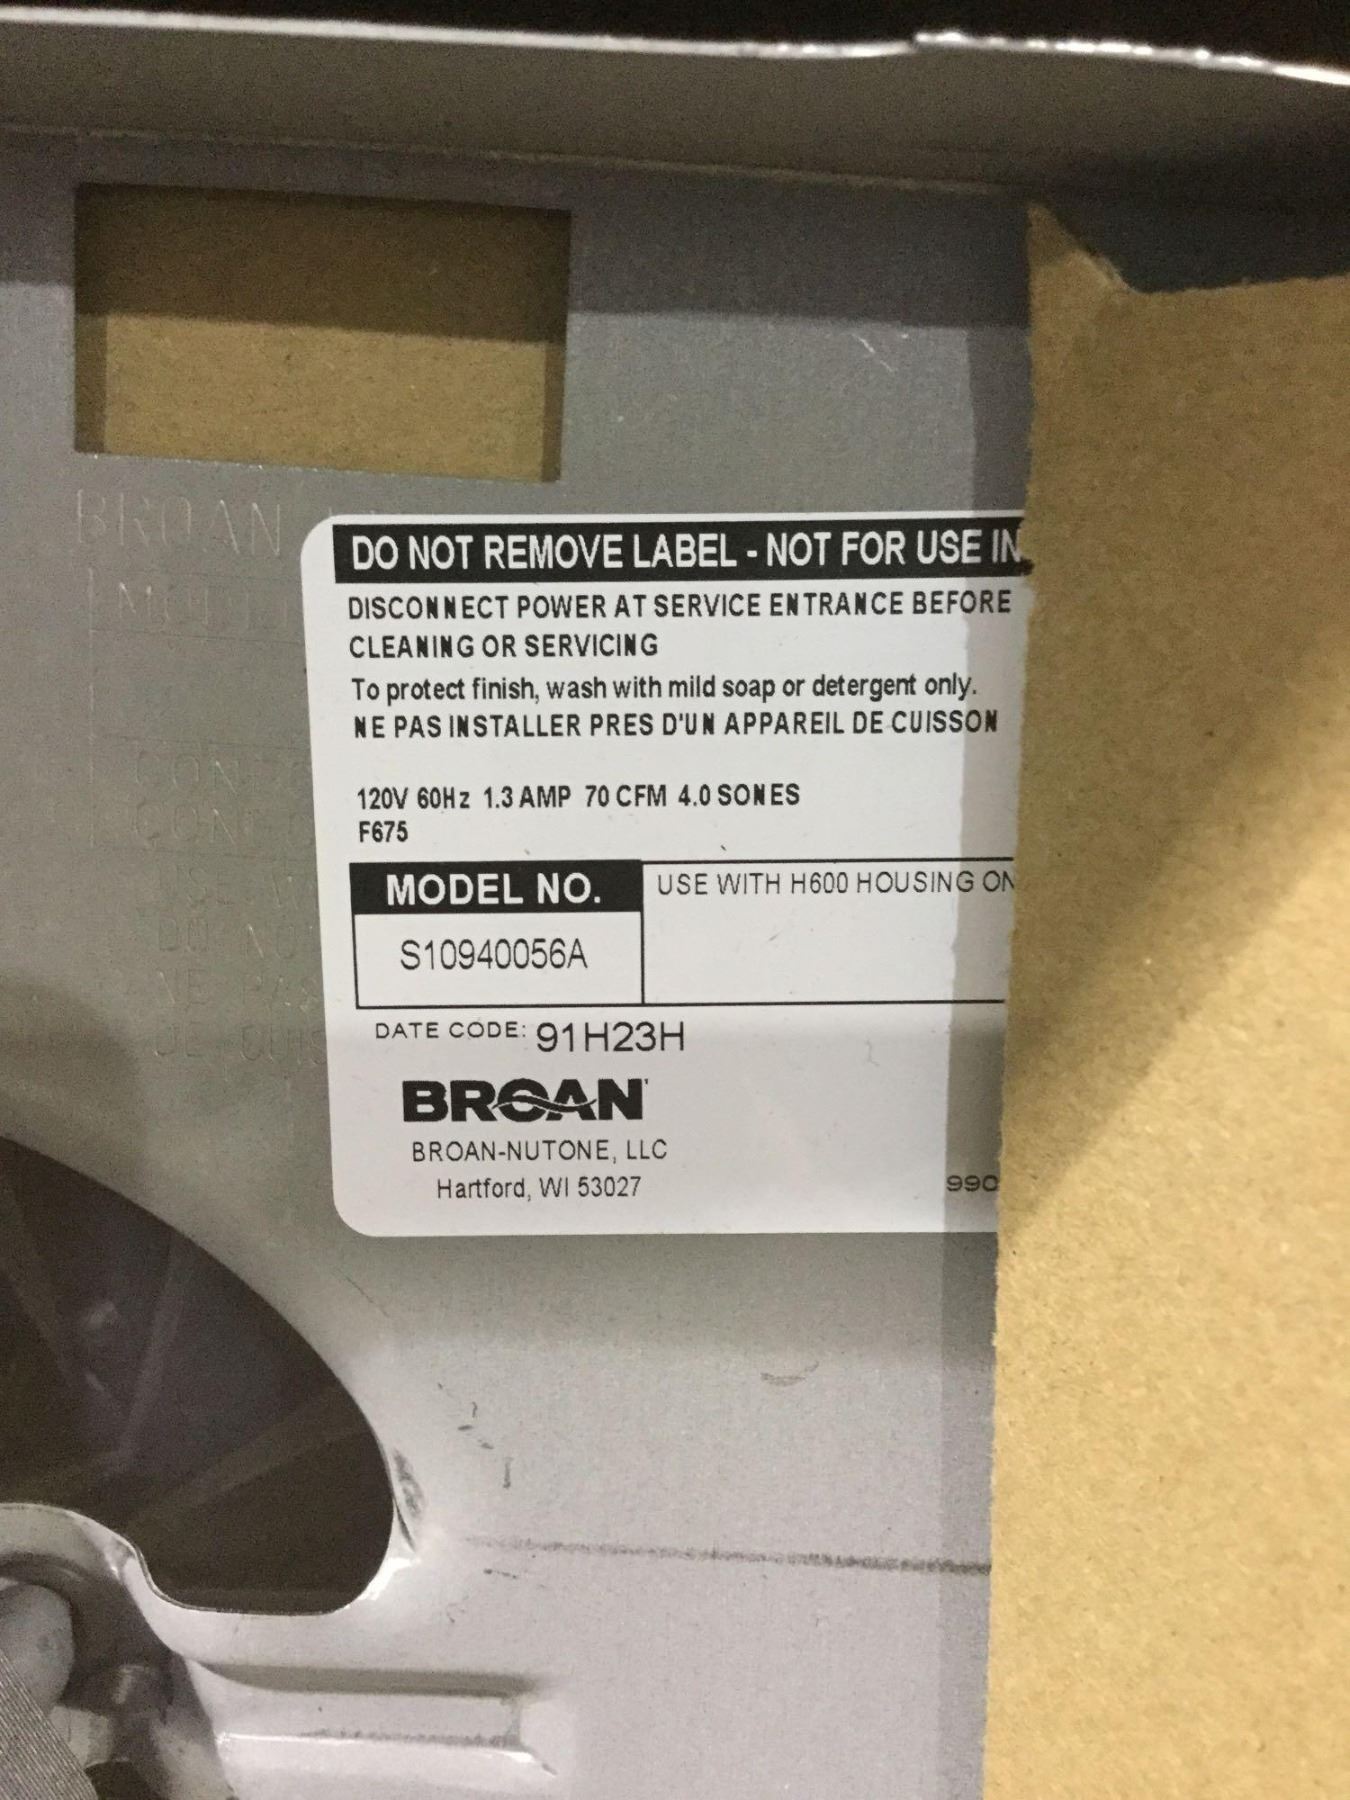 BROAN
DO NOT REMOVE LABEL - NOT FOR USE IN
DISCONNECT POWER AT SERVICE ENTRANCE BEFORE
CLEANING OR SERVICING
To protect finish, wash with mild soap or detergent only.
NE PAS INSTALLER PRES D'UN APPAREIL DE CUISSON
120V 60Hz 1.3 AMP 70 CFM 4.0 SONES
F675
MODEL NO.
USE WITH H600 HOUSING ON
S10940056A
DATE CODE: 91H23H
BROAN
BROAN-NUTONE, LLC
Hartford, WI 53027
990